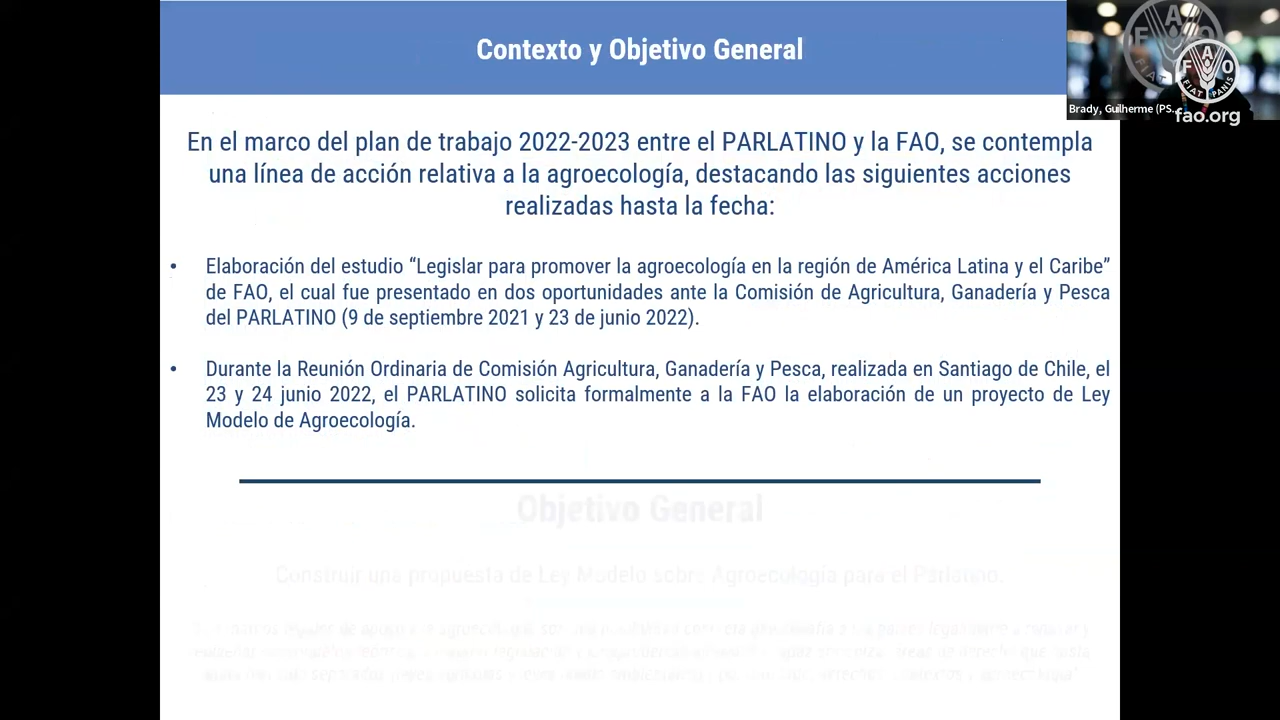 Contexto y Objetivo General
F A O
FIAT PANIS
Brady, Guilherme (PS...
fao.org
En el marco del plan de trabajo 2022-2023 entre el PARLATINO y la FAO, se contempla
una línea de acción relativa a la agroecología, destacando las siguientes acciones
realizadas hasta la fecha:
• Elaboración del estudio “Legislar para promover la agroecología en la región de América Latina y el Caribe”
de FAO, el cual fue presentado en dos oportunidades ante la Comisión de Agricultura, Ganadería y Pesca
del PARLATINO (9 de septiembre 2021 y 23 de junio 2022).
• Durante la Reunión Ordinaria de Comisión Agricultura, Ganadería y Pesca, realizada en Santiago de Chile, el
23 y 24 junio 2022, el PARLATINO solicita formalmente a la FAO la elaboración de un proyecto de Ley
Modelo de Agroecología.
Objetivo General
Construir una propuesta de Ley Modelo sobre Agroecología para el Parlatino.